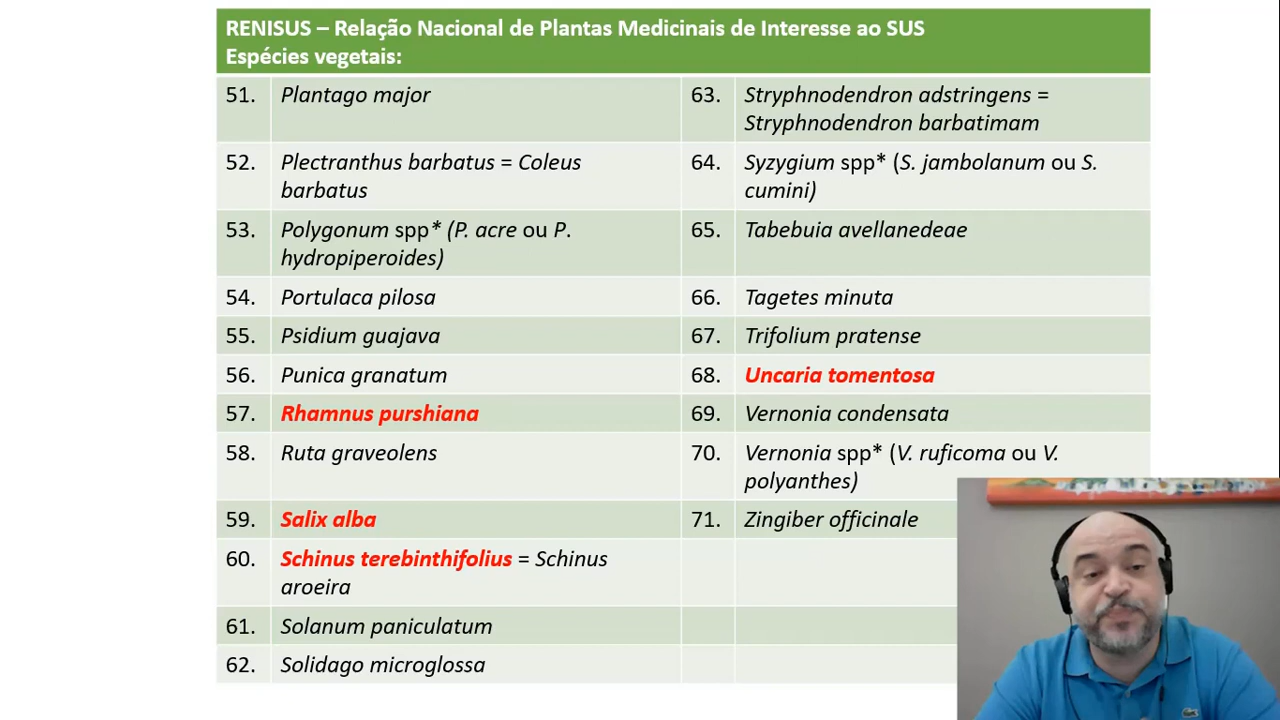 RENISUS – Relação Nacional de Plantas Medicinais de Interesse ao SUS
Espécies vegetais:
51. Plantago major
52. Plectranthus barbatus = Coleus
barbatus
53. Polygonum spp* (P. acre ou P.
hydropiperoides)
54. Portulaca pilosa
55. Psidium guajava
56. Punica granatum
57. Rhamnus purshiana
58. Ruta graveolens
59. Salix alba
60. Schinus terebinthifolius = Schinus
aroeira
61. Solanum paniculatum
62. Solidago microglossa
63. Stryphnodendron adstringens =
Stryphnodendron barbatimam
64. Syzygium spp* (S. jambolanum ou S.
cumini)
65. Tabebuia avellanedeae
66. Tagetes minuta
67. Trifolium pratense
68. Uncaria tomentosa
69. Vernonia condensata
70. Vernonia spp* (V. ruficoma ou V.
polyanthes)
71. Zingiber officinale